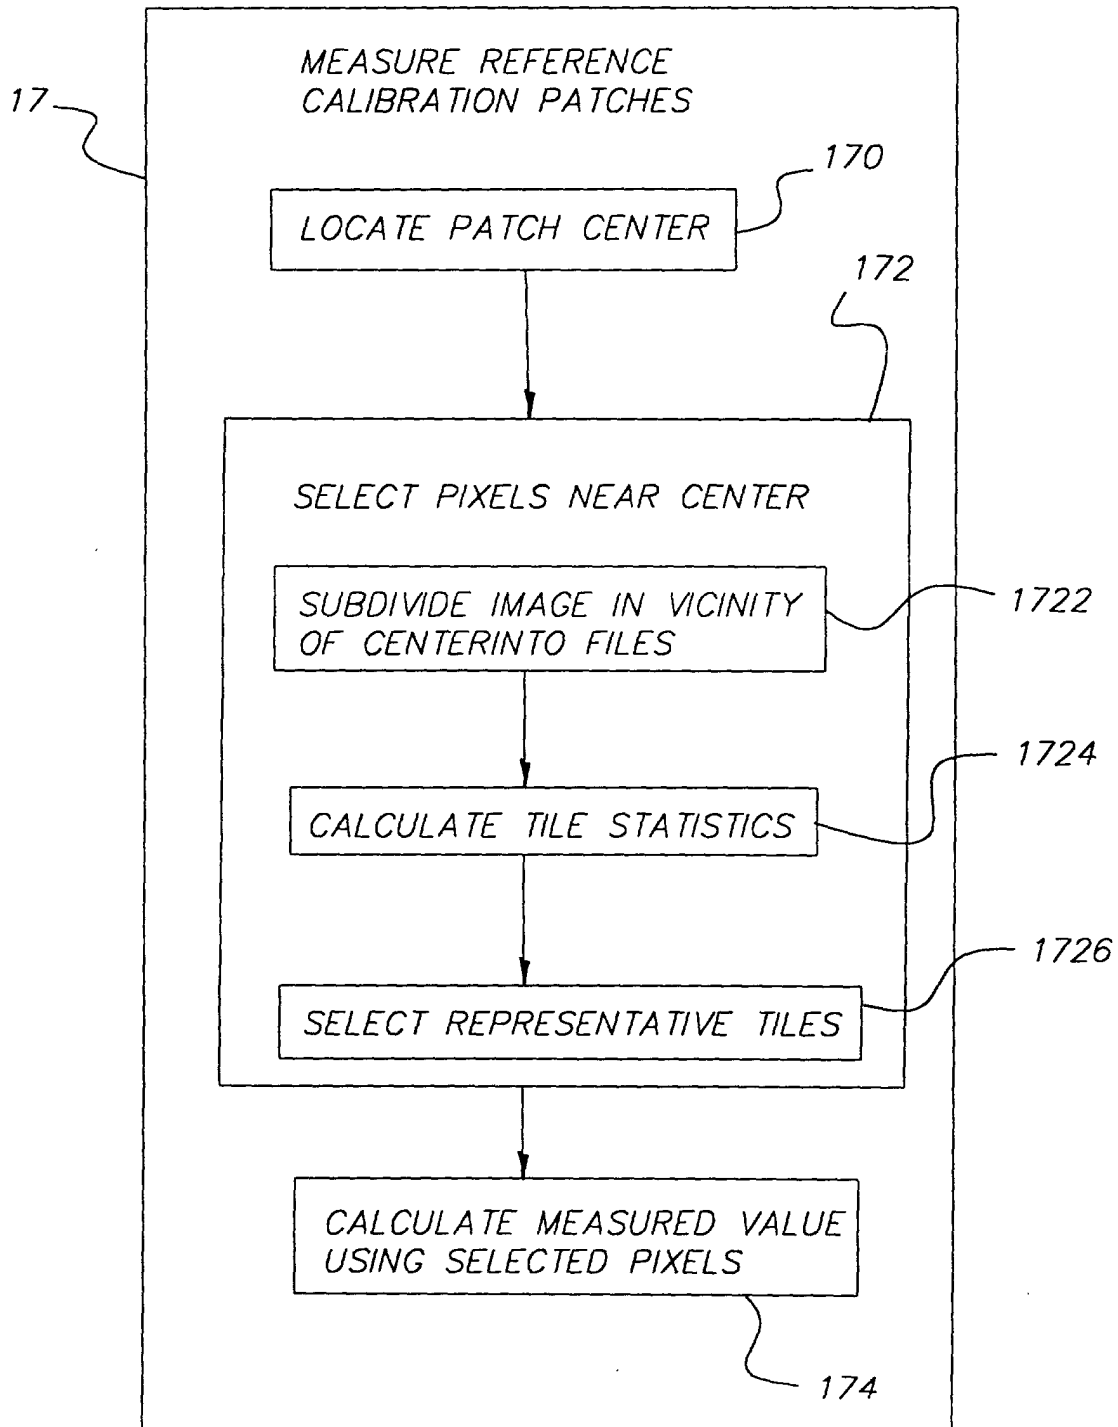 MEASURE REFERENCE
CALIBRATION PATCHES
17
170
LOCATE PATCH CENTER
172
SELECT PIXELS NEAR CENTER
SUBDIVIDE IMAGE IN VICINITY
OF CENTERINTO FILES
1722
1724
CALCULATE TILE STATISTICS
1726
SELECT REPRESENTATIVE TILES
CALCULATE MEASURED VALUE
USING SELECTED PIXELS
174